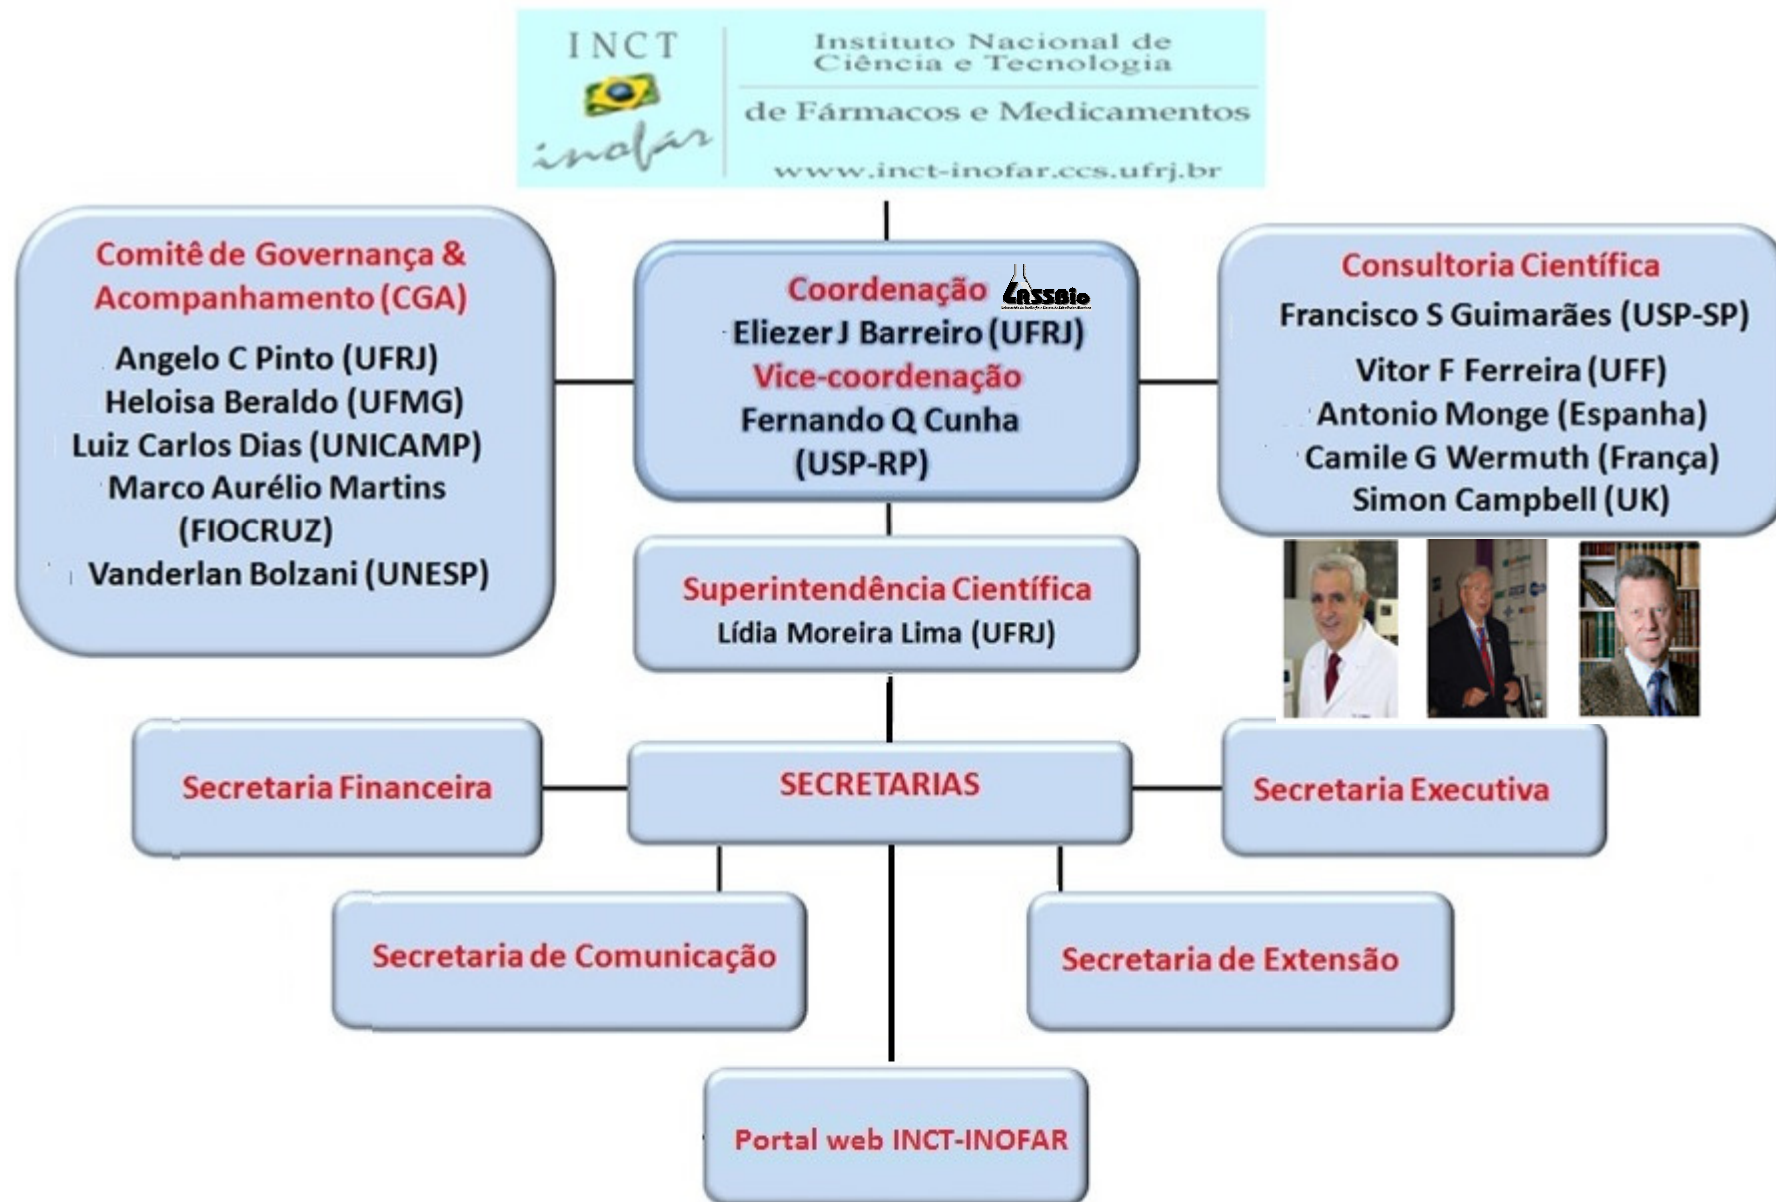 INCT
inofar
Instituto Nacional de
Ciência e Tecnologia
de Fármacos e Medicamentos
www.inct-inofar.ccs.ufrj.br
Comitê de Governança &
Acompanhamento (CGA)
Angelo C Pinto (UFRJ)
Heloisa Beraldo (UFMG)
Luiz Carlos Dias (UNICAMP)
Marco Aurélio Martins
(FIOCRUZ)
Vanderlan Bolzani (UNESP)
Coordenação
LASSBio
Eliezer J Barreiro (UFRJ)
Vice-coordenação
Fernando Q Cunha
(USP-RP)
Consultoria Científica
Francisco S Guimarães (USP-SP)
Vitor F Ferreira (UFF)
Antonio Monge (Espanha)
Camile G Wermuth (França)
Simon Campbell (UK)
Superintendência Científica
Lídia Moreira Lima (UFRJ)
Secretaria Financeira
SECRETARIAS
Secretaria Executiva
Secretaria de Comunicação
Secretaria de Extensão
Portal web INCT-INOFAR